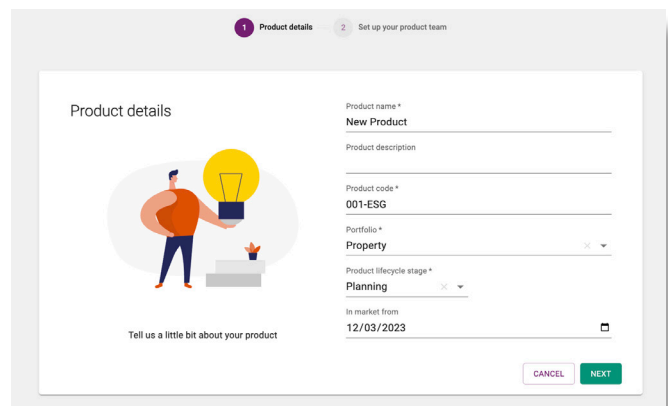 1 Product details 2 Set up your product team
Product details
Product name *
New Product
Product description
Product code *
001-ESG
Portfolio *
Property
Product lifecycle stage *
Planning
In market from
12/03/2023
Tell us a little bit about your product
CANCEL NEXT